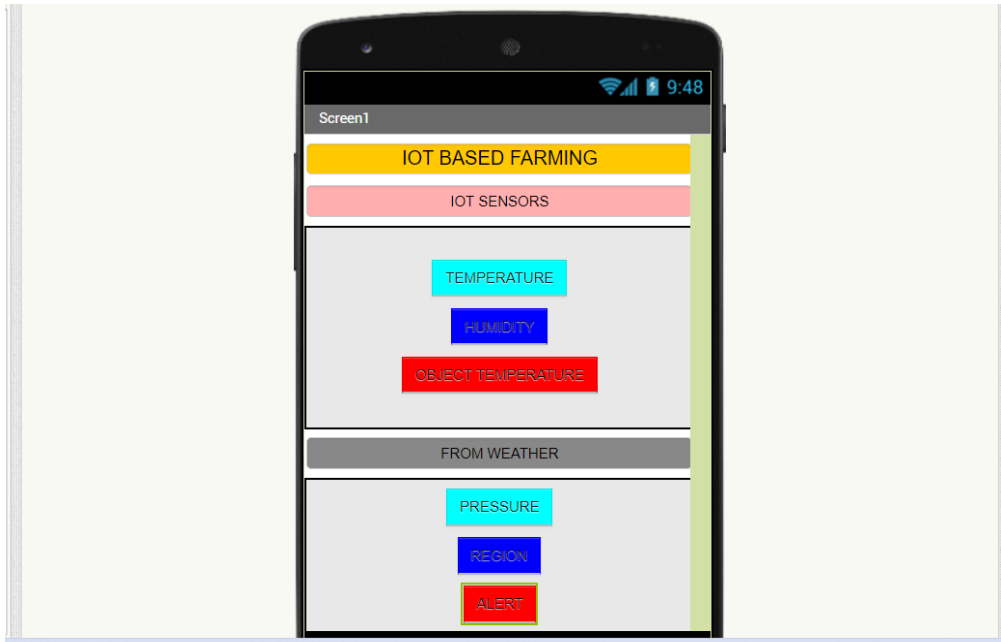 9:48
Screen1
IOT BASED FARMING
IOT SENSORS
TEMPERATURE
HUMIDITY
OBJECT TEMPERATURE
FROM WEATHER
PRESSURE
REGION
ALERT